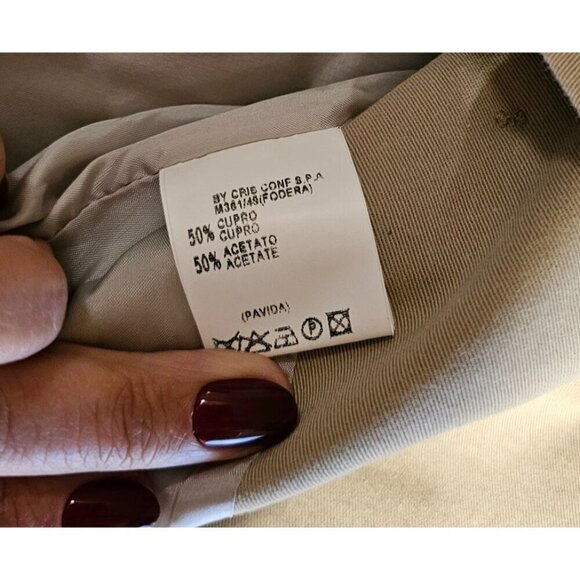 BY CRIS CONF S.P.A
M361/49(FODERA)
50% CUPRO
CUPRO
50% ACETATO
ACETATE
(PAVIDA)
P